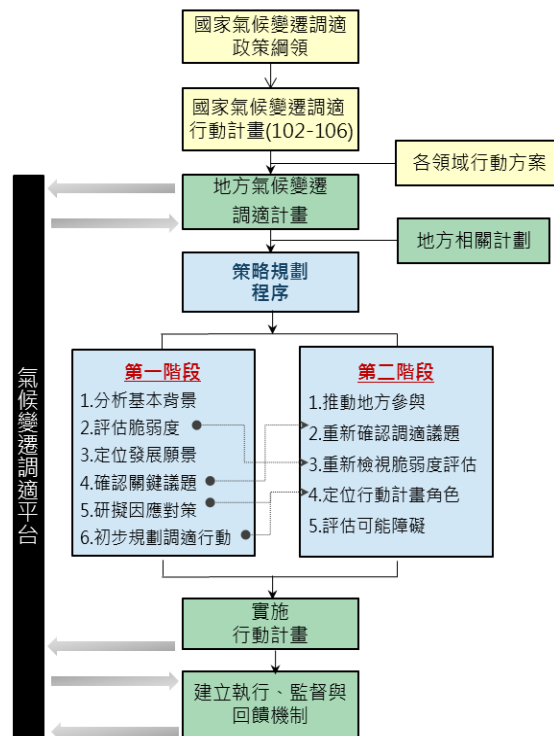 國家氣候變遷調適
政策綱領
國家氣候變遷調適
行動計畫(102-106)
各領域行動方案
地方氣候變遷
調適計畫
地方相關計劃
策略規劃
程序
氣候變遷調適平台
第一階段
1.分析基本背景
2.評估脆弱度
3.定位發展願景
4.確認關鍵議題
5.研擬因應對策
6.初步規劃調適行動
第二階段
1.推動地方參與
2.重新確認調適議題
3.重新檢視脆弱度評估
4.定位行動計畫角色
5.評估可能障礙
實施
行動計畫
建立執行、監督與
回饋機制